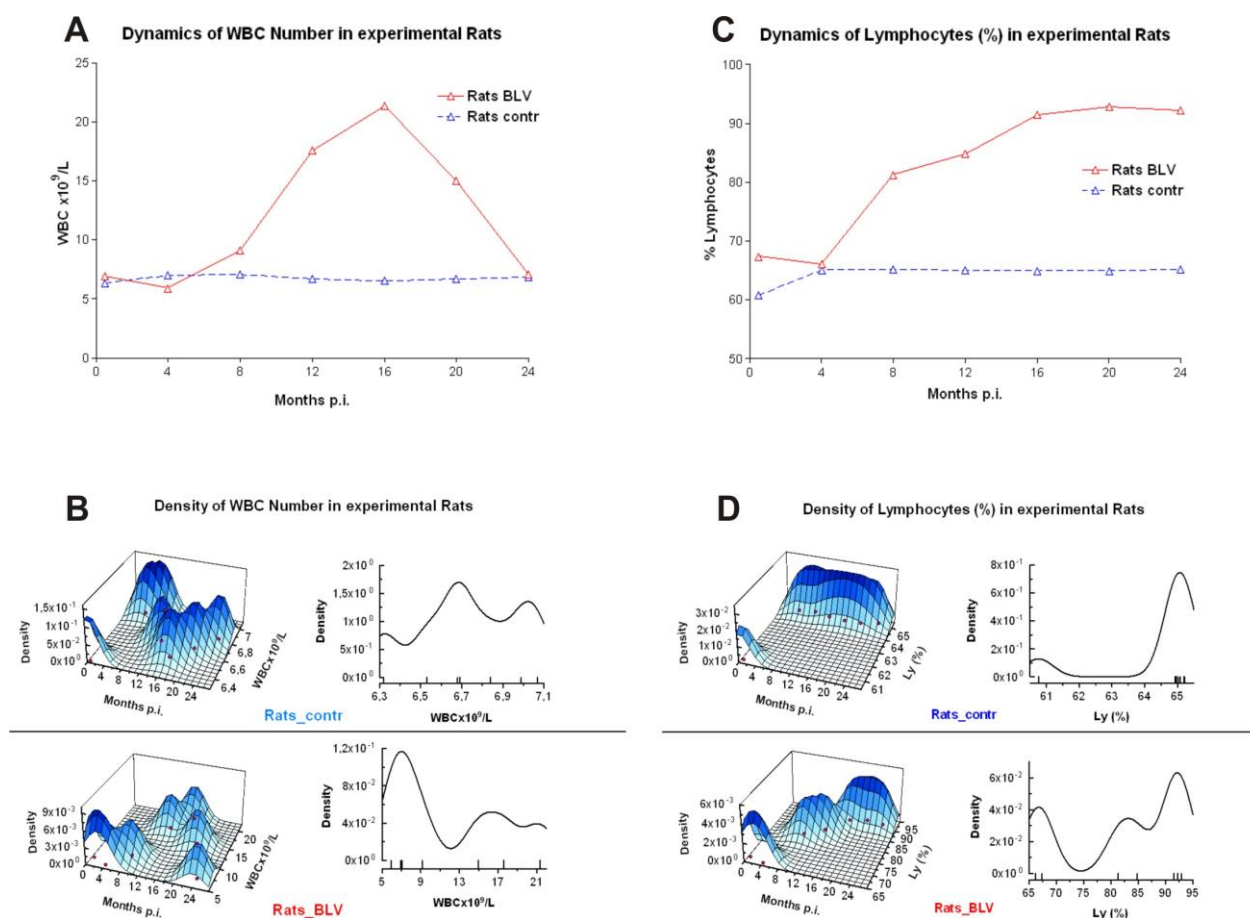 A
Dynamics of WBC Number in experimental Rats
25
20
15
10
5
0
WBC x10⁹/L
Rats BLV
Rats contr
0 4 8 12 16 20 24
Months p.i.
C
Dynamics of Lymphocytes (%) in experimental Rats
100
90
80
70
60
50
% Lymphocytes
Rats BLV
Rats contr
0 4 8 12 16 20 24
Months p.i.
B
Density of WBC Number in experimental Rats
1,5x10⁻¹
1x10⁻¹
5x10⁻²
0x10⁰
Density
0 4 8 12 16 20 24
Months p.i.
6,4 6,6 6,8 7
WBCx10⁹/L
2x10⁰
1x10⁰
1x10⁰
5x10⁻¹
0x10⁰
Density
6,3 6,5 6,7 6,9 7,1
WBCx10⁹/L
Rats_contr
9x10⁻³
6x10⁻³
3x10⁻³
0x10⁰
Density
0 4 8 12 16 20 24
Months p.i.
5 10 15 20
WBCx10⁹/L
1,2x10⁻¹
8x10⁻²
4x10⁻²
0x10⁰
Density
5 9 13 17 21
WBCx10⁹/L
Rats_BLV
D
Density of Lymphocytes (%) in experimental Rats
3x10⁻²
2x10⁻²
2x10⁻²
1x10⁻²
5x10⁻³
0x10⁰
Density
0 4 8 12 16 20 24
Months p.i.
61 62 63 64 65
Ly (%)
8x10⁻¹
6x10⁻¹
4x10⁻¹
2x10⁻¹
0x10⁰
Density
61 62 63 64 65
Ly (%)
Rats_contr
6x10⁻³
5x10⁻³
4x10⁻³
2x10⁻³
1x10⁻³
0x10⁰
Density
0 4 8 12 16 20 24
Months p.i.
65 70 75 80 85 90 95
Ly (%)
6x10⁻²
4x10⁻²
2x10⁻²
0x10⁰
Density
65 70 75 80 85 90 95
Ly (%)
Rats_BLV